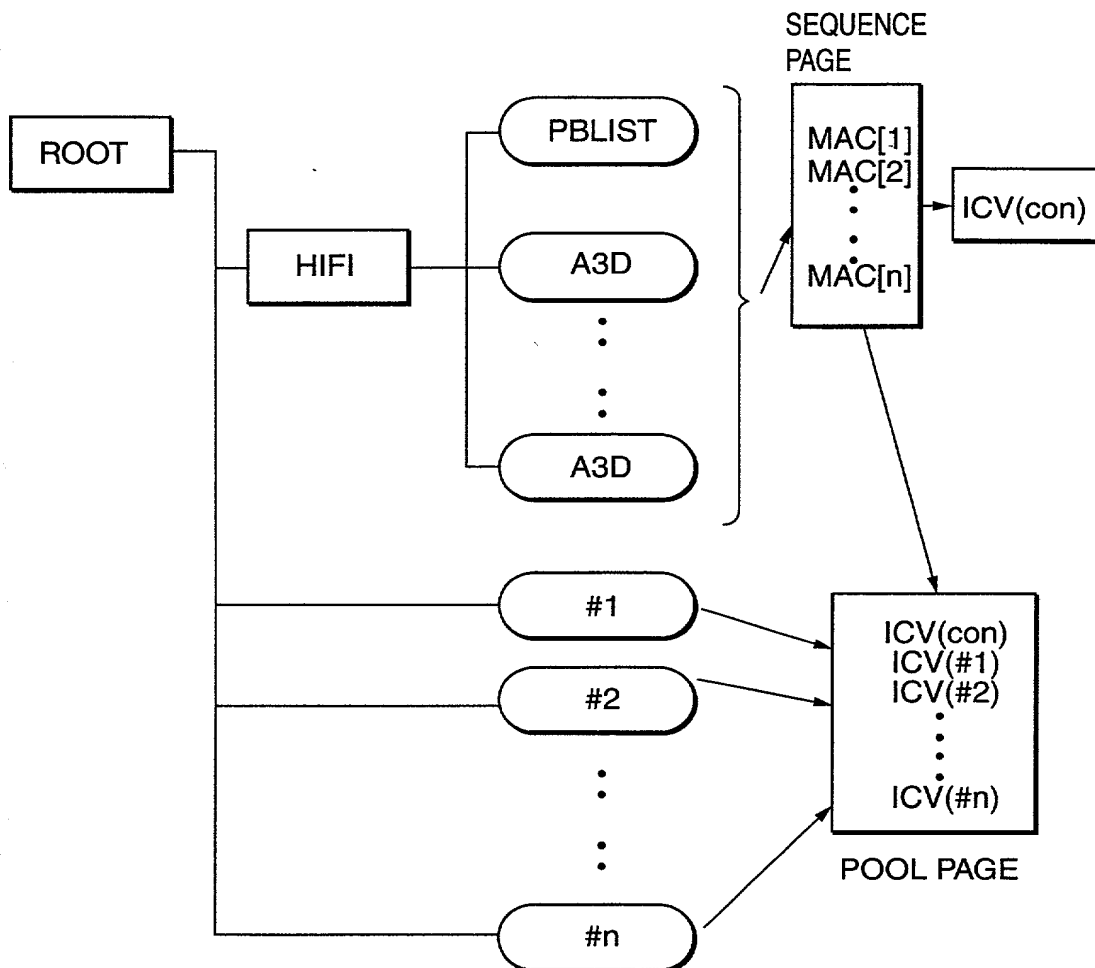 SEQUENCE
PAGE
ROOT
HIFI
PBLIST
A3D
A3D
MAC[1]
MAC[2]
MAC[n]
ICV(con)
#1
#2
#n
ICV(con)
ICV(#1)
ICV(#2)
ICV(#n)
POOL PAGE